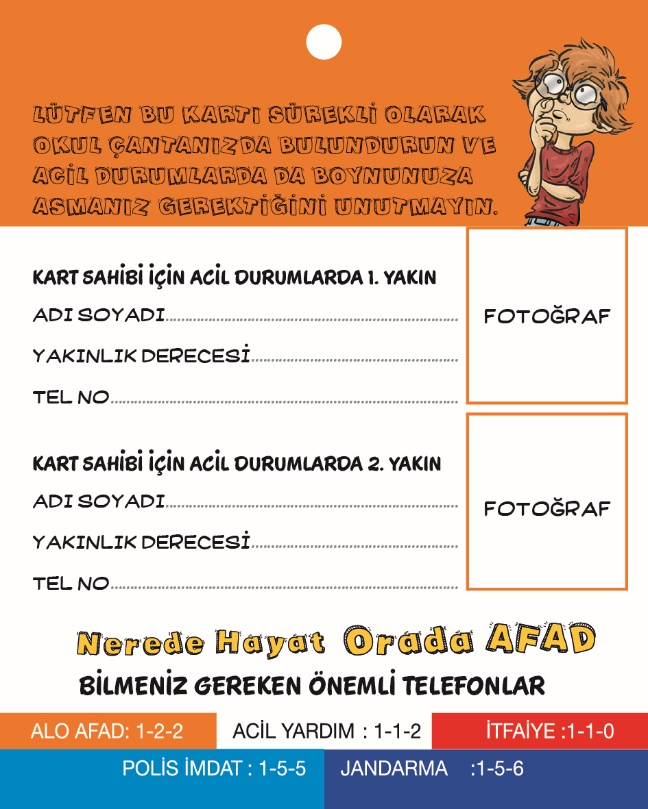 LÜTFEN BU KARTI SÜREKLİ OLARAK
OKUL ÇANTANIZDA BULUNDURUN VE
ACİL DURUMLARDA DA BOYNUNUZA
ASMANIZ GEREKTİĞİNİ UNUTMAYIN.
KART SAHİBİ İÇİN ACİL DURUMLARDA 1. YAKIN
ADI SOYADI..........................................................................
YAKINLIK DERECESİ....................................................
TEL NO.......................................................................................
FOTOĞRAF
KART SAHİBİ İÇİN ACİL DURUMLARDA 2. YAKIN
ADI SOYADI..........................................................................
YAKINLIK DERECESİ....................................................
TEL NO.......................................................................................
FOTOĞRAF
Nerede Hayat Orada AFAD
BİLMENİZ GEREKEN ÖNEMLİ TELEFONLAR
ALO AFAD: 1-2-2 ACİL YARDIM : 1-1-2 İTFAİYE :1-1-0
POLİS İMDAT : 1-5-5 JANDARMA :1-5-6